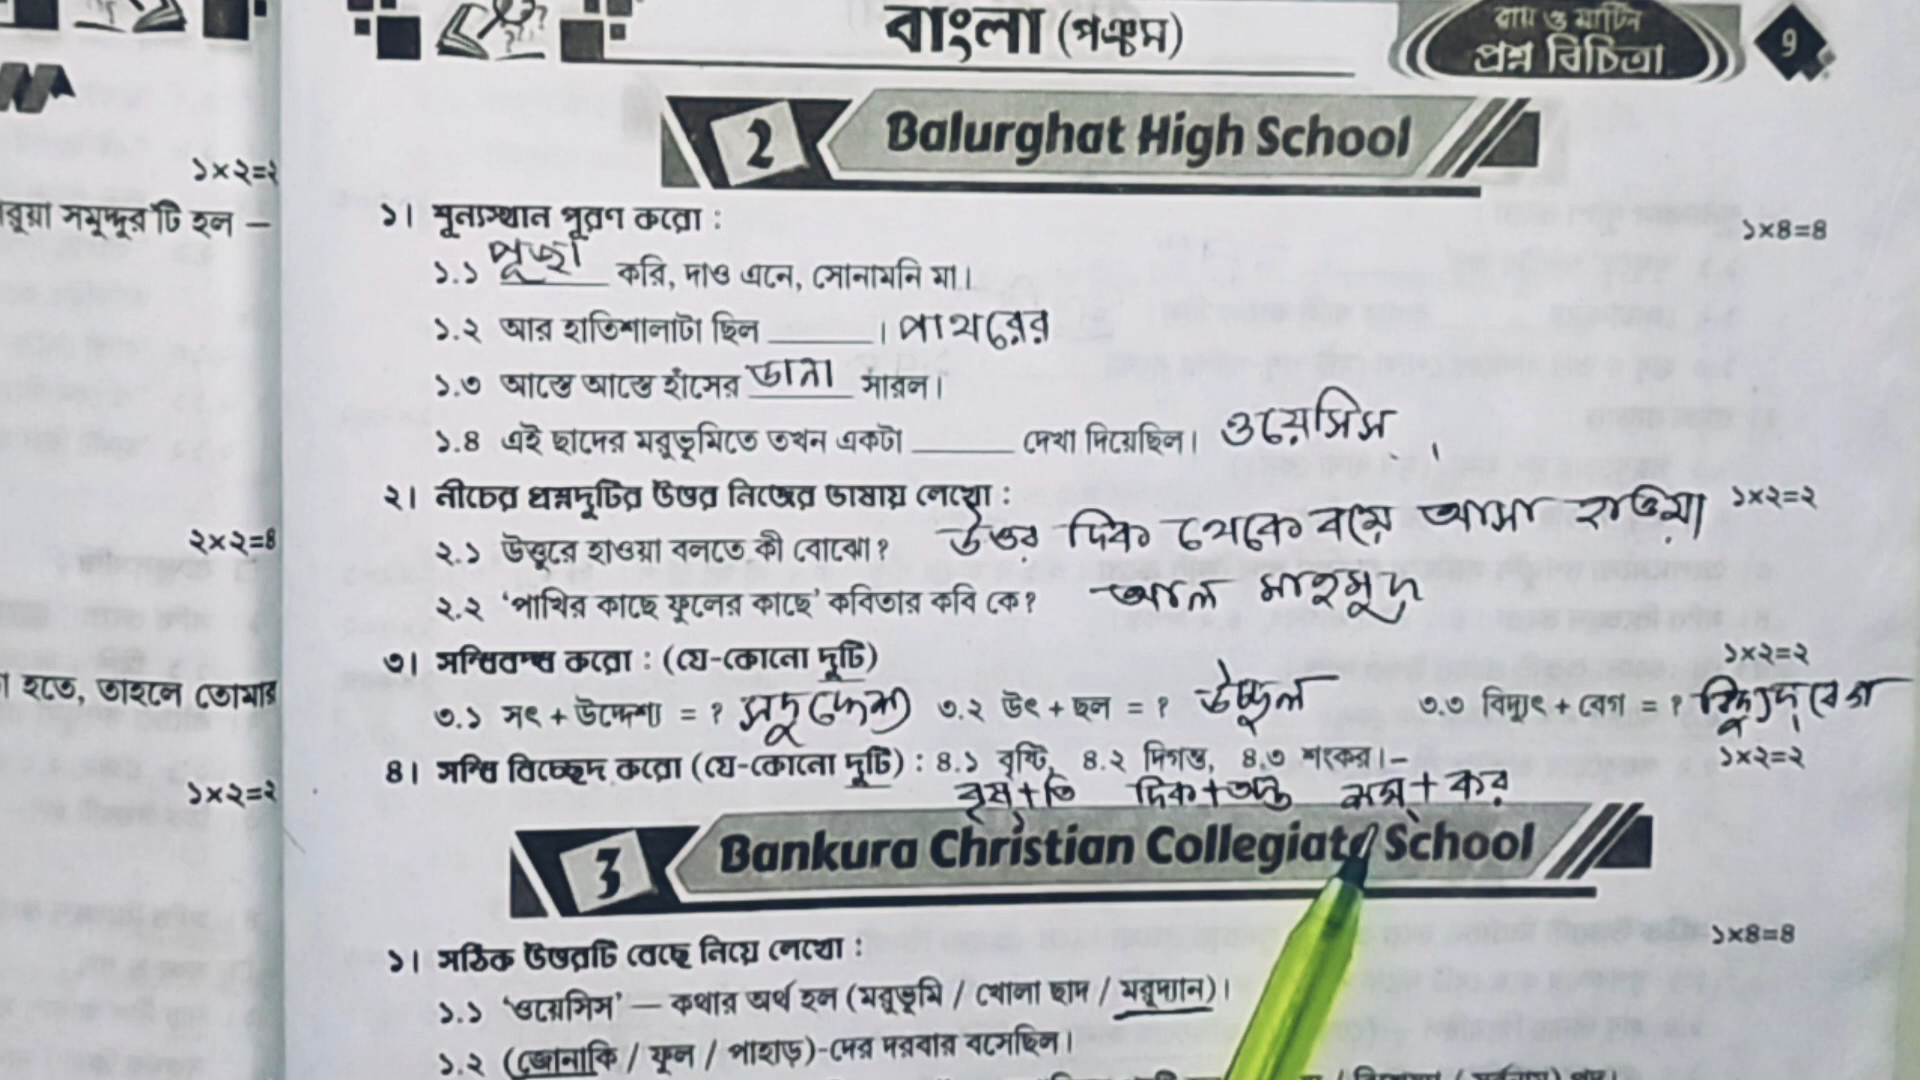 বাংলা (পঞ্চম)
রায় ও মার্টিন
প্রশ্ন বিচিত্রা
9
2 Balurghat High School
১×২=২
রুয়া সমুদ্দুর'টি হল —
১। শূন্যস্থান পূরণ করো : ১×৪=৪
১.১ পূজা করি, দাও এনে, সোনামনি মা।
১.২ আর হাতিশালাটা ছিল ______। পাথরের
১.৩ আস্তে আস্তে হাঁসের ডানা সারল।
১.৪ এই ছাদের মরুভূমিতে তখন একটা ______ দেখা দিয়েছিল। ওয়েসিস
২। নীচের প্রশ্নদুটির উত্তর নিজের ভাষায় লেখো : ১×২=২
২×২=৪
২.১ উত্তুরে হাওয়া বলতে কী বোঝো? উত্তর দিক থেকে বয়ে আসা হাওয়া
২.২ 'পাখির কাছে ফুলের কাছে' কবিতার কবি কে? আল মাহমুদ
৩। সন্ধিবদ্ধ করো : (যে-কোনো দুটি) ১×২=২
হতে, তাহলে তোমার
৩.১ সৎ + উদ্দেশ্য = ? সদুদ্দেশ্য ৩.২ উৎ + ছল = ? উচ্ছল ৩.৩ বিদ্যুৎ + বেগ = ? বিদ্যুদ্‌বেগ
৪। সন্ধি বিচ্ছেদ করো (যে-কোনো দুটি) : ৪.১ বৃষ্টি, ৪.২ দিগন্ত, ৪.৩ শংকর। ১×২=২
১×২=২
বৃষ্+তি দিক+অন্ত + কর
3 Bankura Christian Collegiate School
১। সঠিক উত্তরটি বেছে নিয়ে লেখো : ১×৪=৪
১.১ 'ওয়েসিস' — কথার অর্থ হল (মরুভূমি / খোলা ছাদ / মরুদ্যান)।
১.২ (জোনাকি / ফুল / পাহাড়)-দের দরবার বসেছিল।